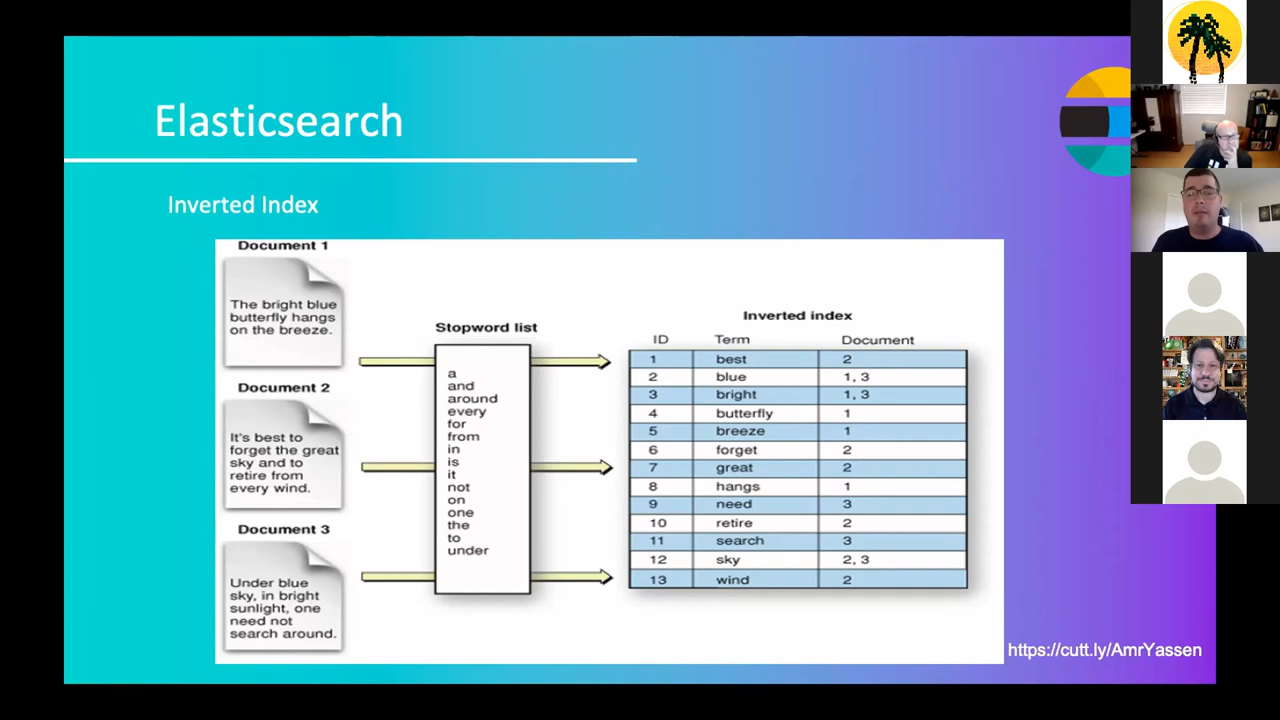 Elasticsearch
Inverted Index
Document 1
The bright blue
butterfly hangs
on the breeze.
Document 2
It's best to
forget the great
sky and to
retire from
every wind.
Document 3
Under blue
sky, in bright
sunlight, one
need not
search around.
Stopword list
a
and
around
every
for
from
in
is
it
not
on
one
the
to
under
Inverted index
ID Term Document
1 best 2
2 blue 1, 3
3 bright 1, 3
4 butterfly 1
5 breeze 1
6 forget 2
7 great 2
8 hangs 1
9 need 3
10 retire 2
11 search 3
12 sky 2, 3
13 wind 2
https://cutt.ly/AmrYassen